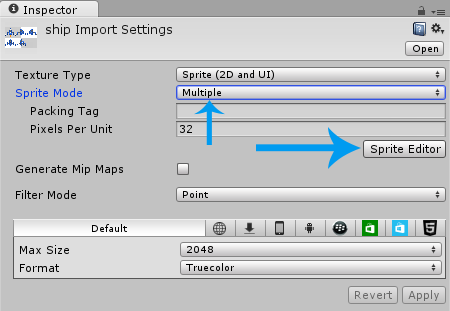 Inspector
ship Import Settings
Open
Texture Type Sprite (2D and UI)
Sprite Mode Multiple
Packing Tag
Pixels Per Unit 32
Sprite Editor
Generate Mip Maps
Filter Mode Point
Default
Max Size 2048
Format Truecolor
Revert Apply